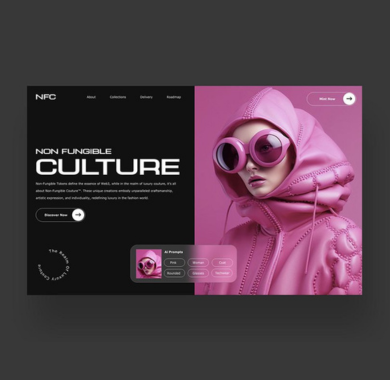 NFC
About
Collections
Delivery
Roadmap
Mint Now
NON FUNGIBLE
CULTURE
Non-Fungible Tokens define the essence of Web3, while in the realm of luxury couture, it's all
about Non-Fungible Couture™. These unique creations embody unparalleled craftsmanship,
artistic expression, and individuality, redefining luxury in the fashion world.
Discover Now
The Realm Of Luxury Couture
AI Prompts
Pink
Woman
Rounded
Glasses